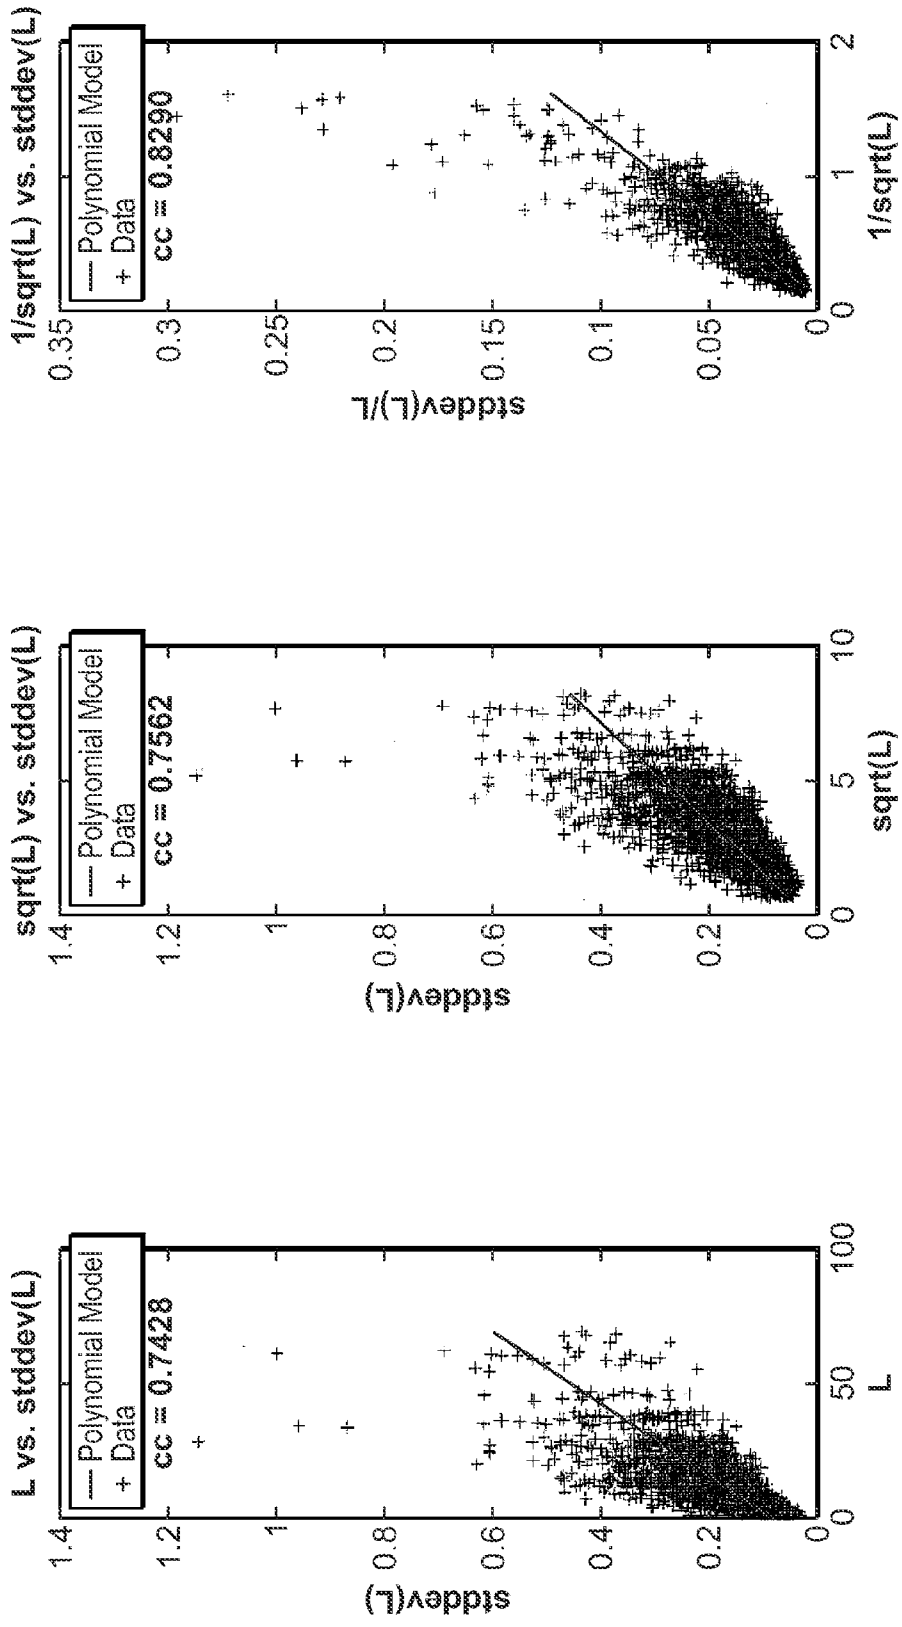 L vs. stddev(L)
— Polynomial Model
+ Data
cc = 0.7428
1.4
1.2
1
0.8
0.6
0.4
0.2
0
stddev(L)
0
50
100
L
sqrt(L) vs. stddev(L)
— Polynomial Model
+ Data
cc = 0.7562
1.4
1.2
1
0.8
0.6
0.4
0.2
0
stddev(L)
0
5
10
sqrt(L)
1/sqrt(L) vs. stddev(L)
— Polynomial Model
+ Data
cc = 0.8290
0.35
0.3
0.25
0.2
0.15
0.1
0.05
0
stddev(L)/L
0
1
2
1/sqrt(L)